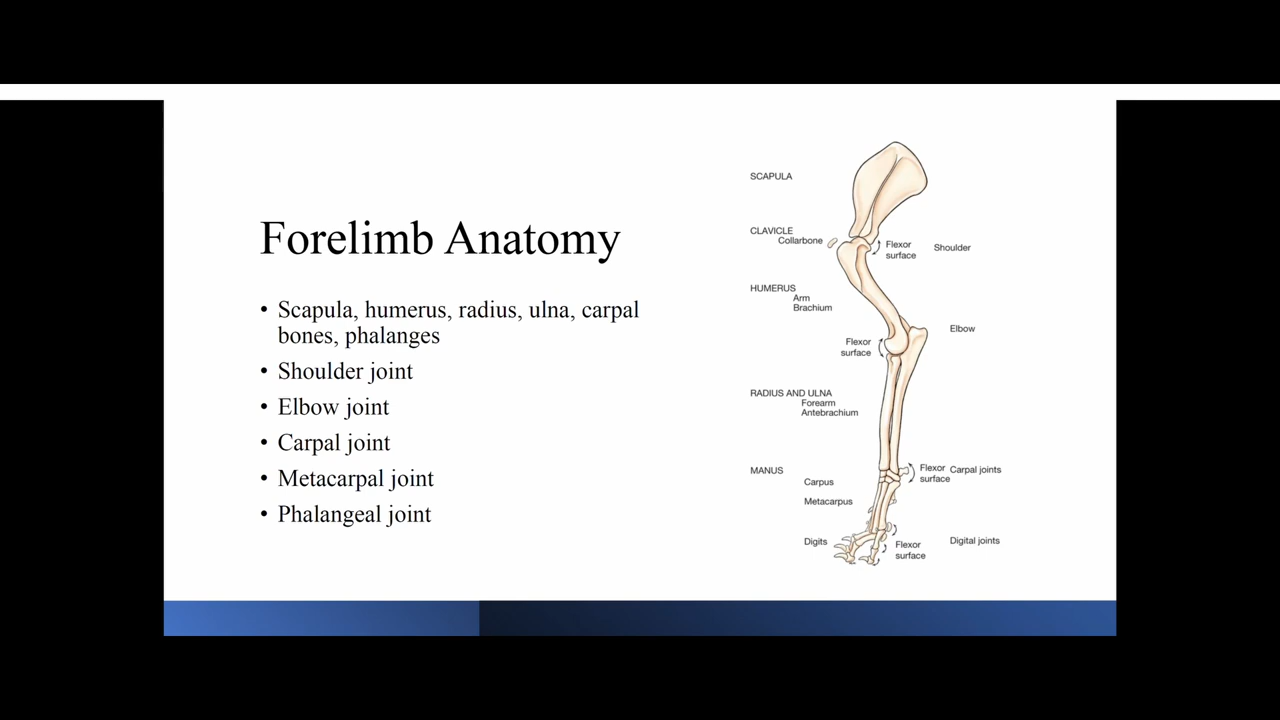 Forelimb Anatomy
• Scapula, humerus, radius, ulna, carpal
bones, phalanges
• Shoulder joint
• Elbow joint
• Carpal joint
• Metacarpal joint
• Phalangeal joint
SCAPULA
CLAVICLE
Collarbone
Flexor
surface
Shoulder
HUMERUS
Arm
Brachium
Elbow
Flexor
surface
RADIUS AND ULNA
Forearm
Antebrachium
MANUS
Flexor
surface
Carpal joints
Carpus
Metacarpus
Digits
Flexor
surface
Digital joints